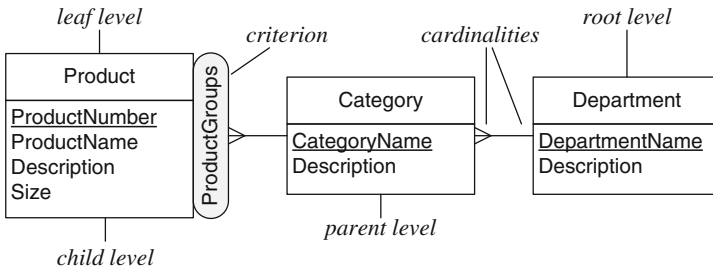 leaf level
criterion
cardinalities
root level
Product
ProductNumber
ProductName
Description
Size
ProductGroups
Category
CategoryName
Description
Department
DepartmentName
Description
child level
parent level